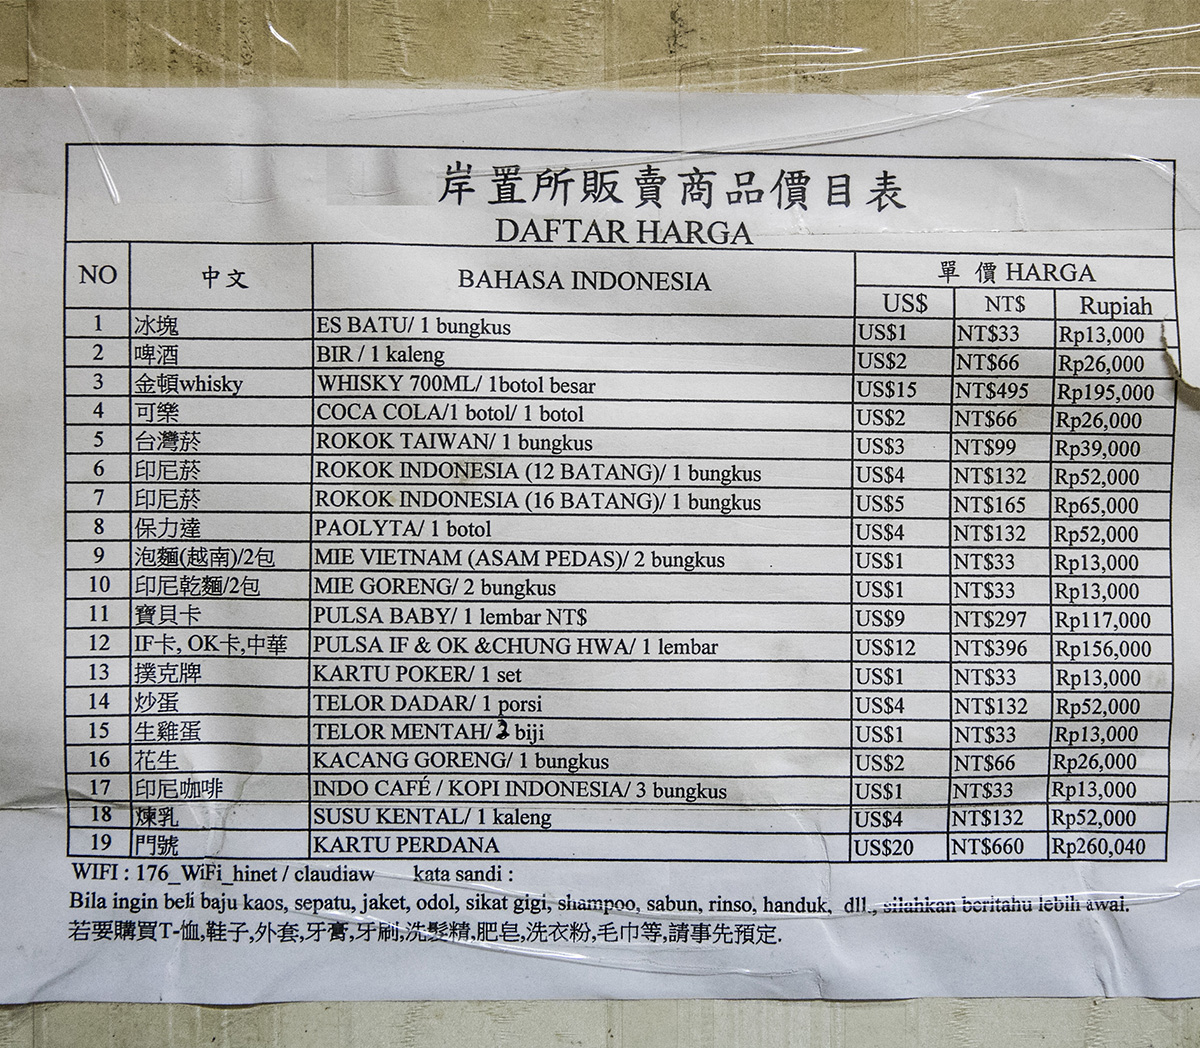 岸置所販賣商品價目表
DAFTAR HARGA
NO 中文 BAHASA INDONESIA 單 價 HARGA
US$ NT$ Rupiah
1 冰塊 ES BATU/ 1 bungkus US$1 NT$33 Rp13,000
2 啤酒 BIR / 1 kaleng US$2 NT$66 Rp26,000
3 金頓whisky WHISKY 700ML/ 1botol besar US$15 NT$495 Rp195,000
4 可樂 COCA COLA/1 botol/ 1 botol US$2 NT$66 Rp26,000
5 台灣菸 ROKOK TAIWAN/ 1 bungkus US$3 NT$99 Rp39,000
6 印尼菸 ROKOK INDONESIA (12 BATANG)/ 1 bungkus US$4 NT$132 Rp52,000
7 印尼菸 ROKOK INDONESIA (16 BATANG)/ 1 bungkus US$5 NT$165 Rp65,000
8 保力達 PAOLYTA/ 1 botol US$4 NT$132 Rp52,000
9 泡麵(越南)/2包 MIE VIETNAM (ASAM PEDAS)/ 2 bungkus US$1 NT$33 Rp13,000
10 印尼乾麵/2包 MIE GORENG/ 2 bungkus US$1 NT$33 Rp13,000
11 寶貝卡 PULSA BABY/ 1 lembar NT$ US$9 NT$297 Rp117,000
12 IF卡, OK卡,中華 PULSA IF & OK &CHUNG HWA/ 1 lembar US$12 NT$396 Rp156,000
13 撲克牌 KARTU POKER/ 1 set US$1 NT$33 Rp13,000
14 炒蛋 TELOR DADAR/ 1 porsi US$4 NT$132 Rp52,000
15 生雞蛋 TELOR MENTAH/ biji US$1 NT$33 Rp13,000
16 花生 KACANG GORENG/ 1 bungkus US$2 NT$66 Rp26,000
17 印尼咖啡 INDO CAFÉ / KOPI INDONESIA/ 3 bungkus US$1 NT$33 Rp13,000
18 煉乳 SUSU KENTAL/ 1 kaleng US$4 NT$132 Rp52,000
19 門號 KARTU PERDANA US$20 NT$660 Rp260,040
WIFI : 176_WiFi_hinet / claudiaw kata sandi :
Bila ingin beli baju kaos, sepatu, jaket, odol, sikat gigi, shampoo, sabun, rinso, handuk, dll., silahkan beritahu lebih awal.
若要購買T-恤,鞋子,外套,牙膏,牙刷,洗髮精,肥皂,洗衣粉,毛巾等,請事先預定.